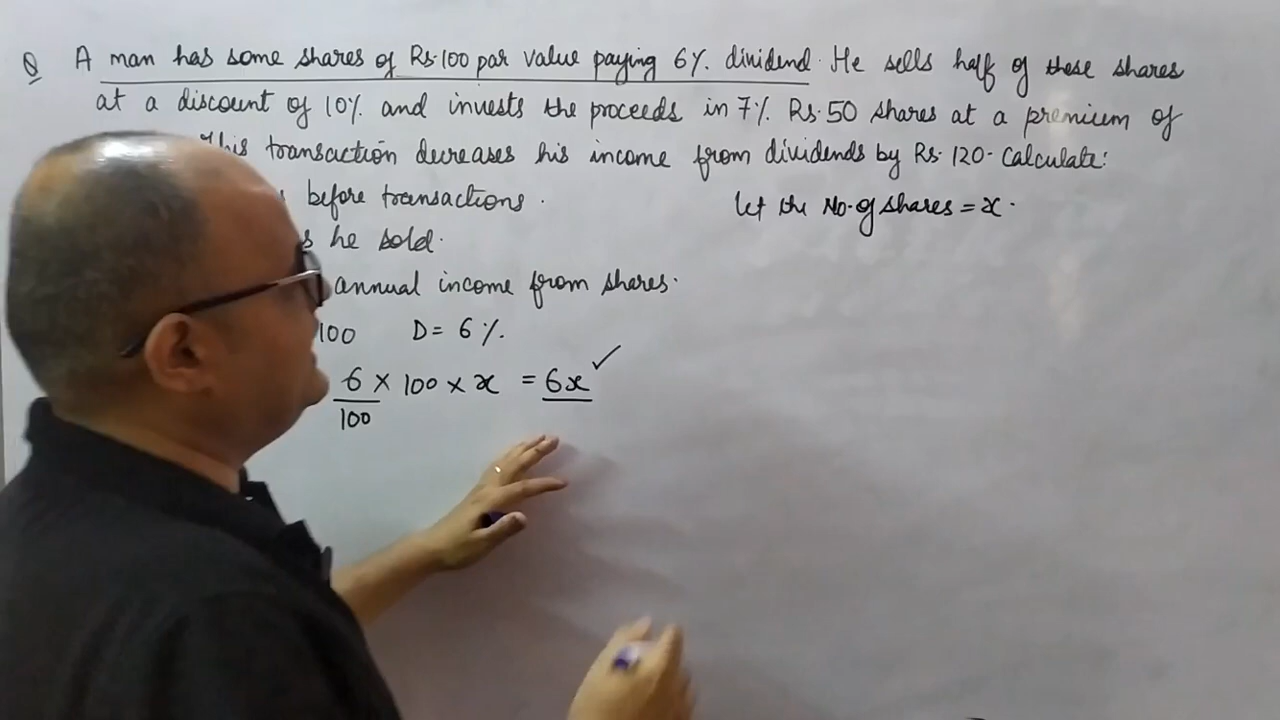 Q A man has some shares of Rs.100 par value paying 6%. dividend. He sells half of these shares
at a discount of 10%. and invests the proceeds in 7%. Rs.50 shares at a premium of
This transaction decreases his income from dividends by Rs. 120. Calculate:
before transactions.
let the No. of shares = x.
he sold.
annual income from shares.
100 D = 6%.
6/100 × 100 × x = 6x ✓